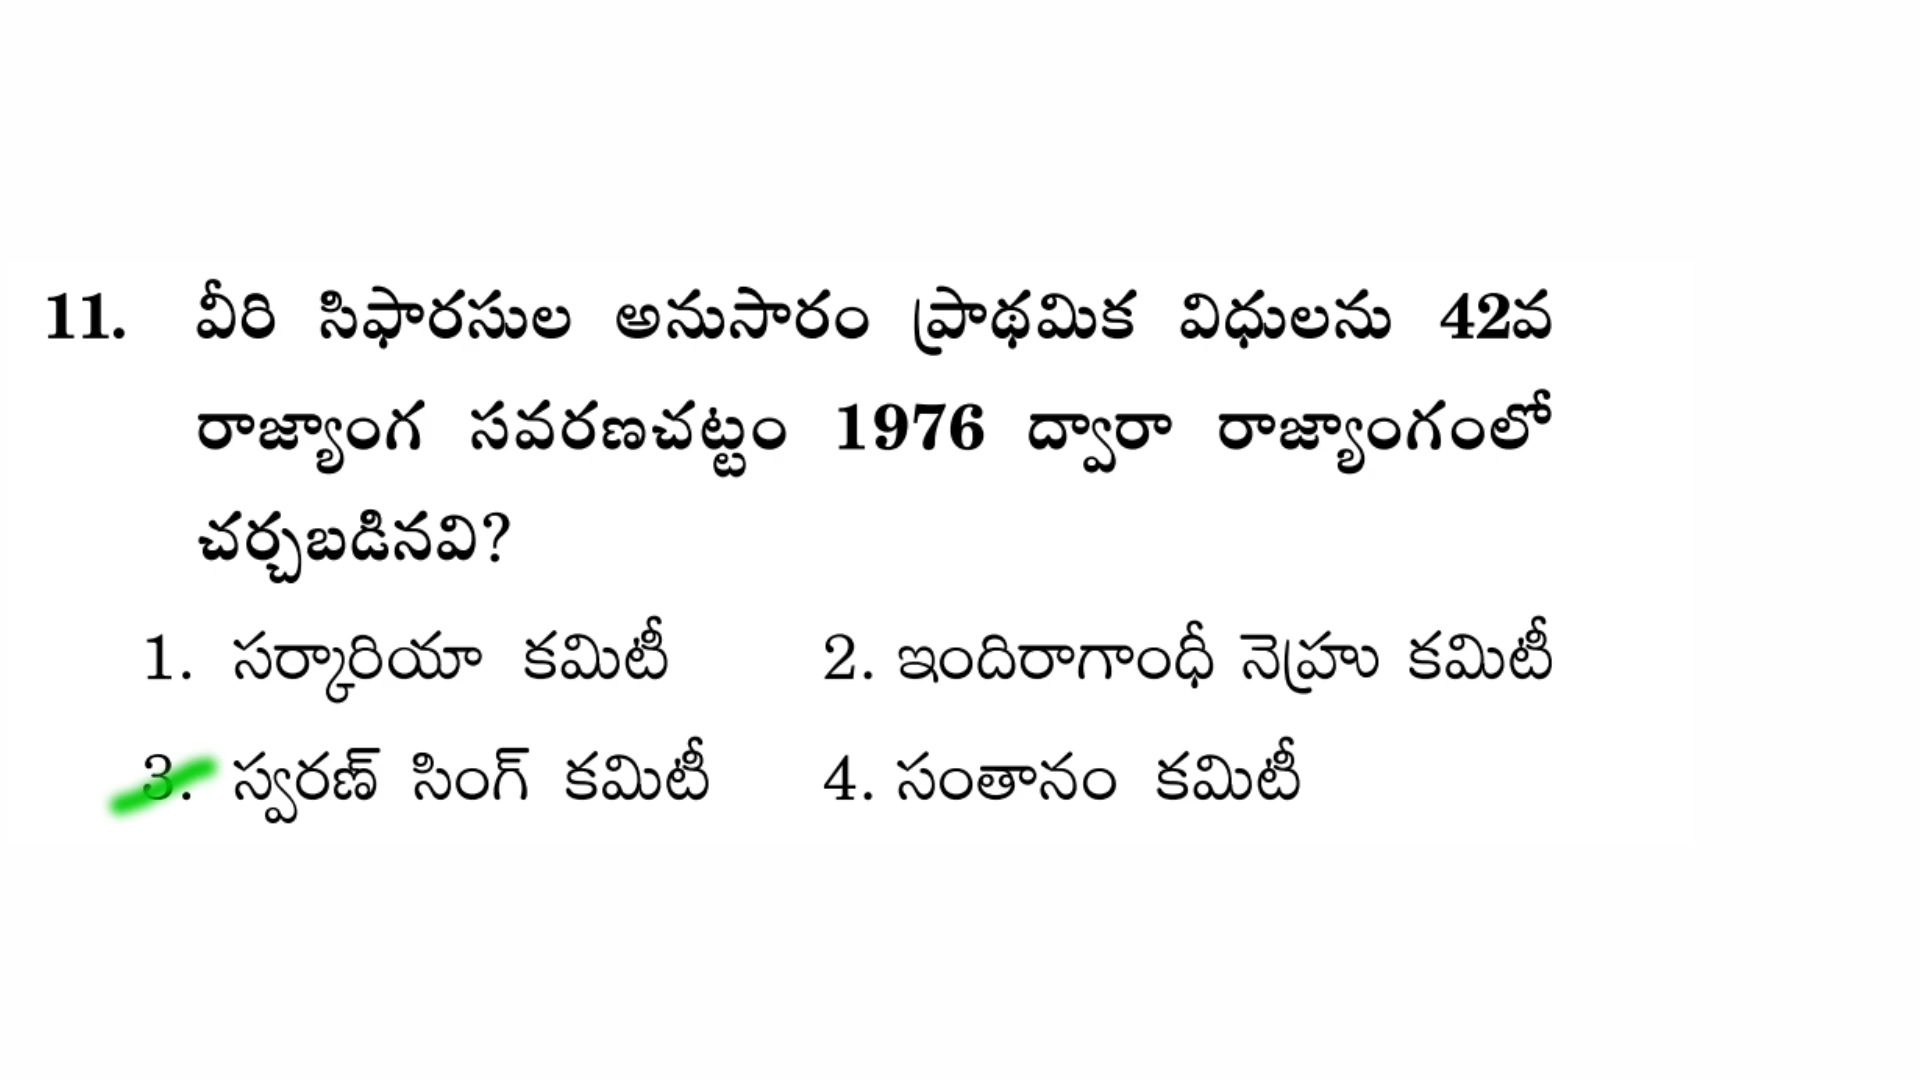 11. వీరి సిఫారసుల అనుసారం ప్రాథమిక విధులను 42వ
రాజ్యాంగ సవరణచట్టం 1976 ద్వారా రాజ్యాంగంలో
చర్చబడినవి?
1. సర్కారియా కమిటీ 2. ఇందిరాగాంధీ నెహ్రు కమిటీ
3. స్వరణ్ సింగ్ కమిటీ 4. సంతానం కమిటీ